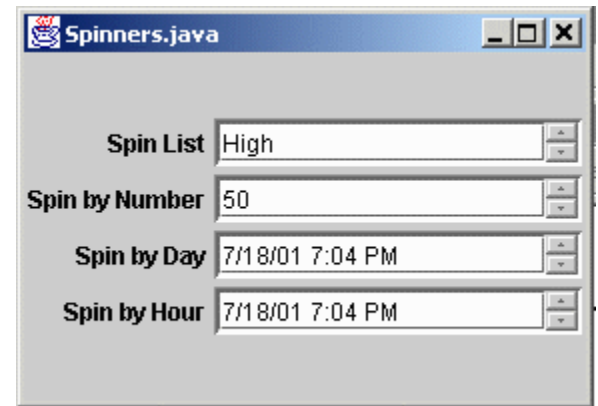 Spinners.java
Spin List High
Spin by Number 50
Spin by Day 7/18/01 7:04 PM
Spin by Hour 7/18/01 7:04 PM